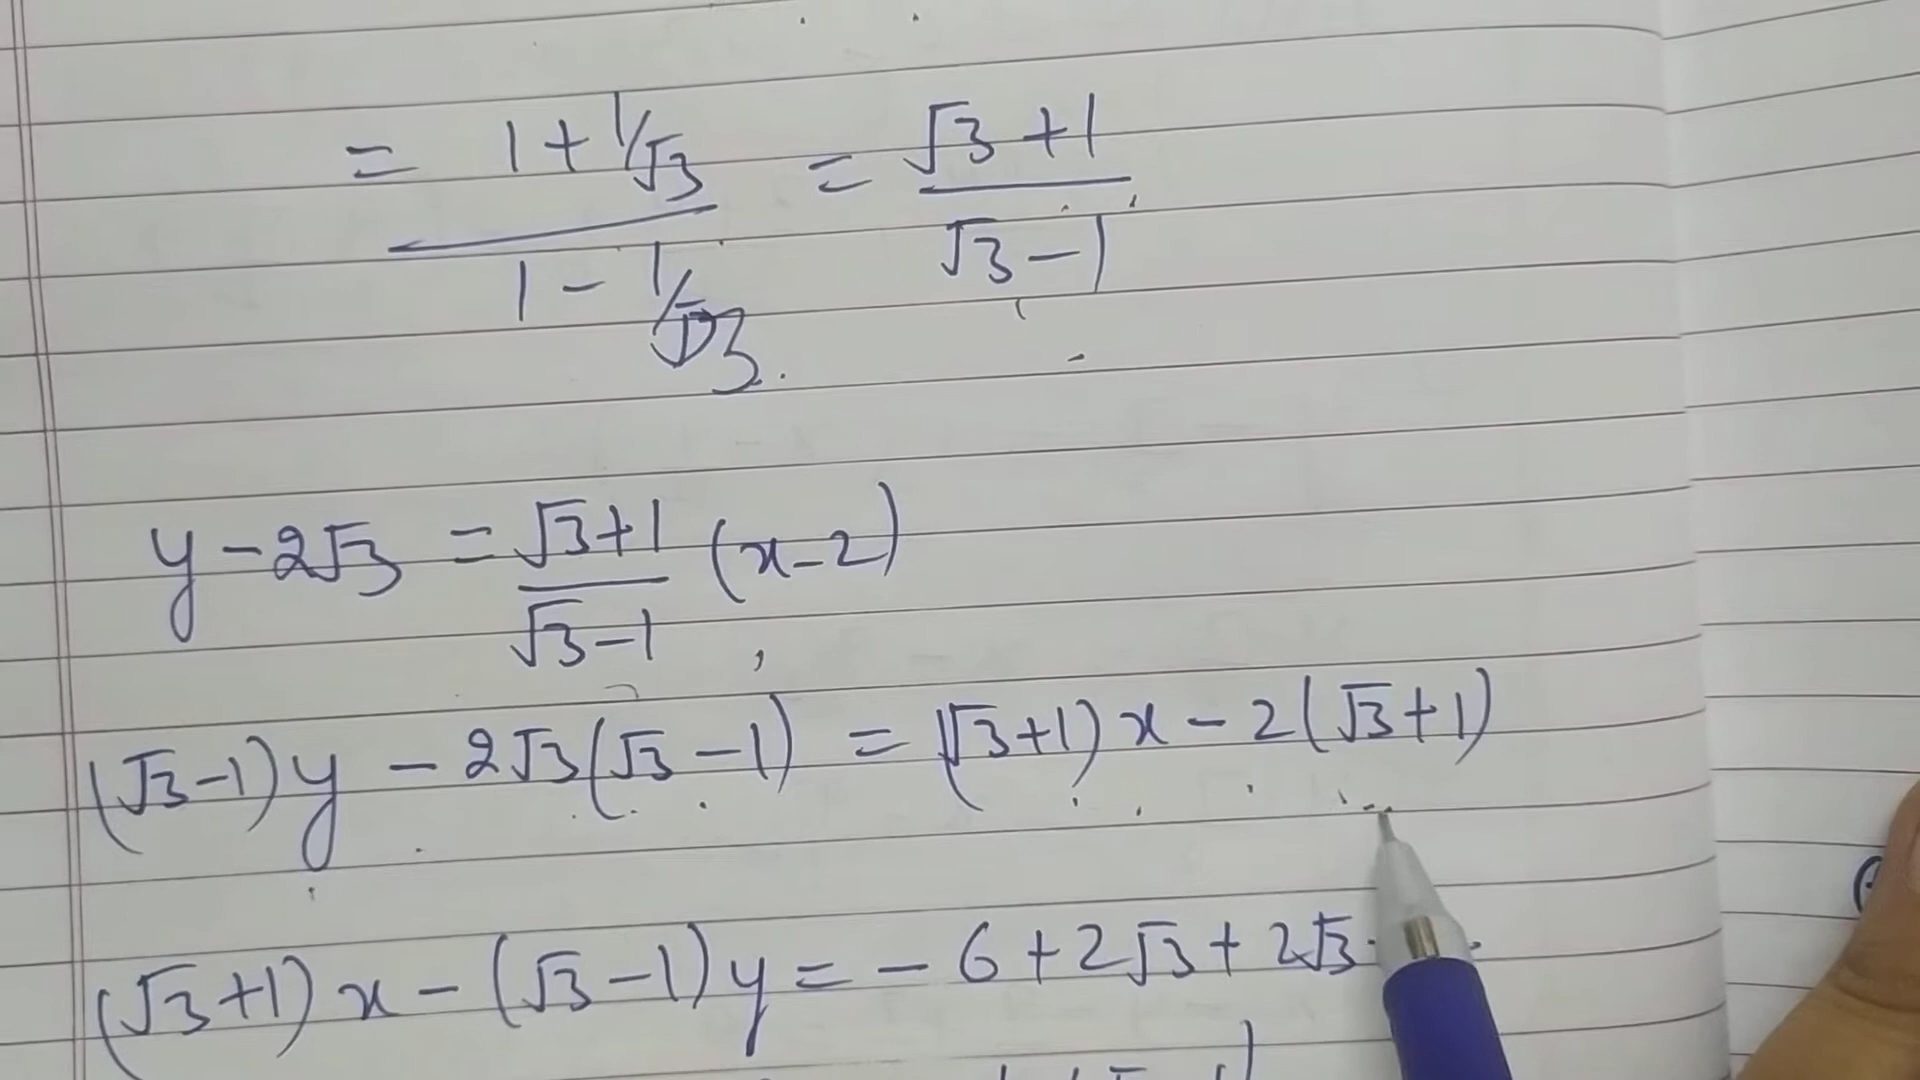 = (1 + 1/√3) / (1 - 1/√3) = (√3 + 1) / (√3 - 1)
y - 2√3 = (√3+1)/(√3-1) (x-2)
(√3-1)y - 2√3(√3-1) = (√3+1)x - 2(√3+1)
(√3+1)x - (√3-1)y = - 6 + 2√3 + 2√3